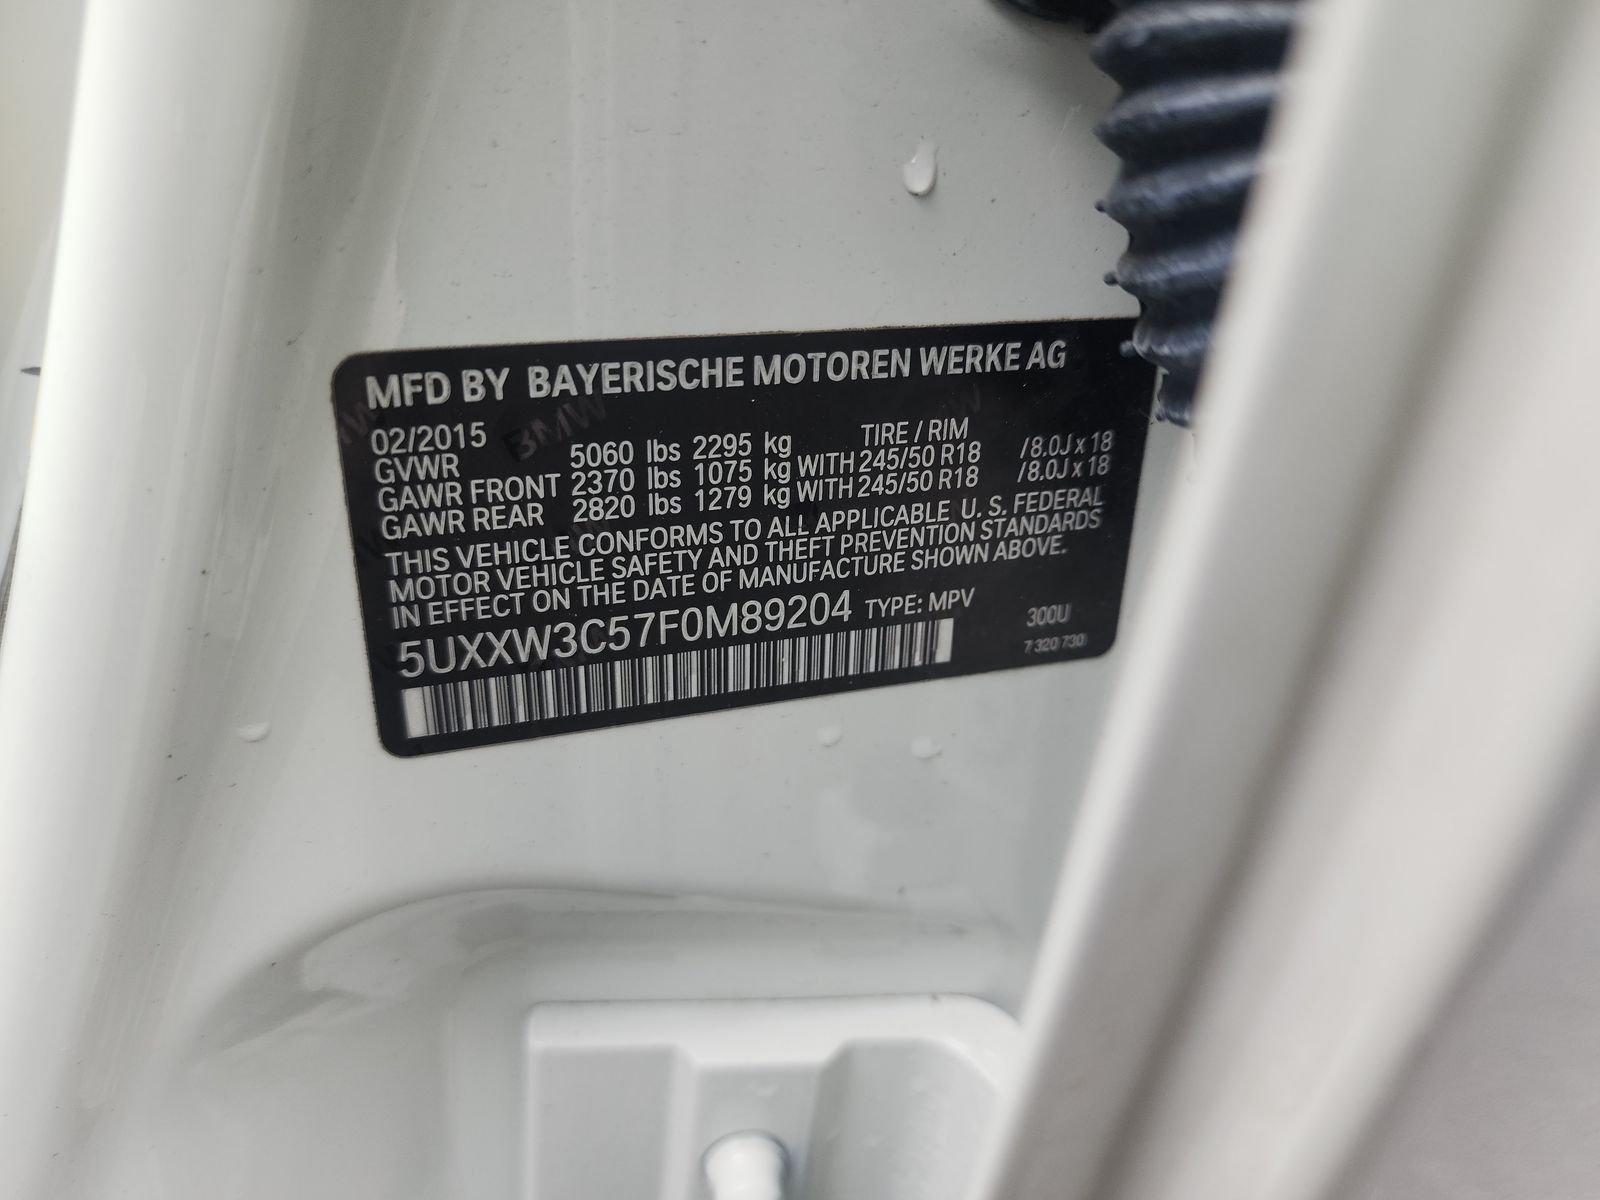 MFD BY BAYERISCHE MOTOREN WERKE AG
02/2015 TIRE / RIM
GVWR 5060 lbs 2295 kg
GAWR FRONT 2370 lbs 1075 kg WITH 245/50 R18 /8.0J x 18
GAWR REAR 2820 lbs 1279 kg WITH 245/50 R18 /8.0J x 18
THIS VEHICLE CONFORMS TO ALL APPLICABLE U. S. FEDERAL
MOTOR VEHICLE SAFETY AND THEFT PREVENTION STANDARDS
IN EFFECT ON THE DATE OF MANUFACTURE SHOWN ABOVE.
5UXXW3C57F0M89204 TYPE: MPV 300U
7 320 730